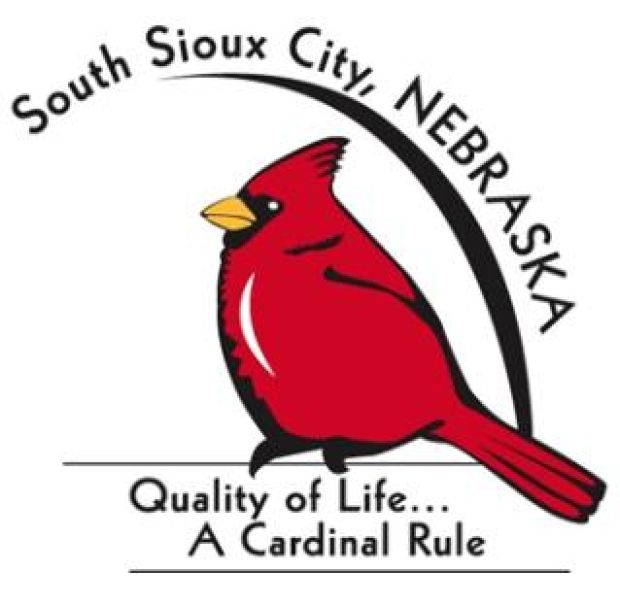 South Sioux City, NEBRASKA
Quality of Life...
A Cardinal Rule